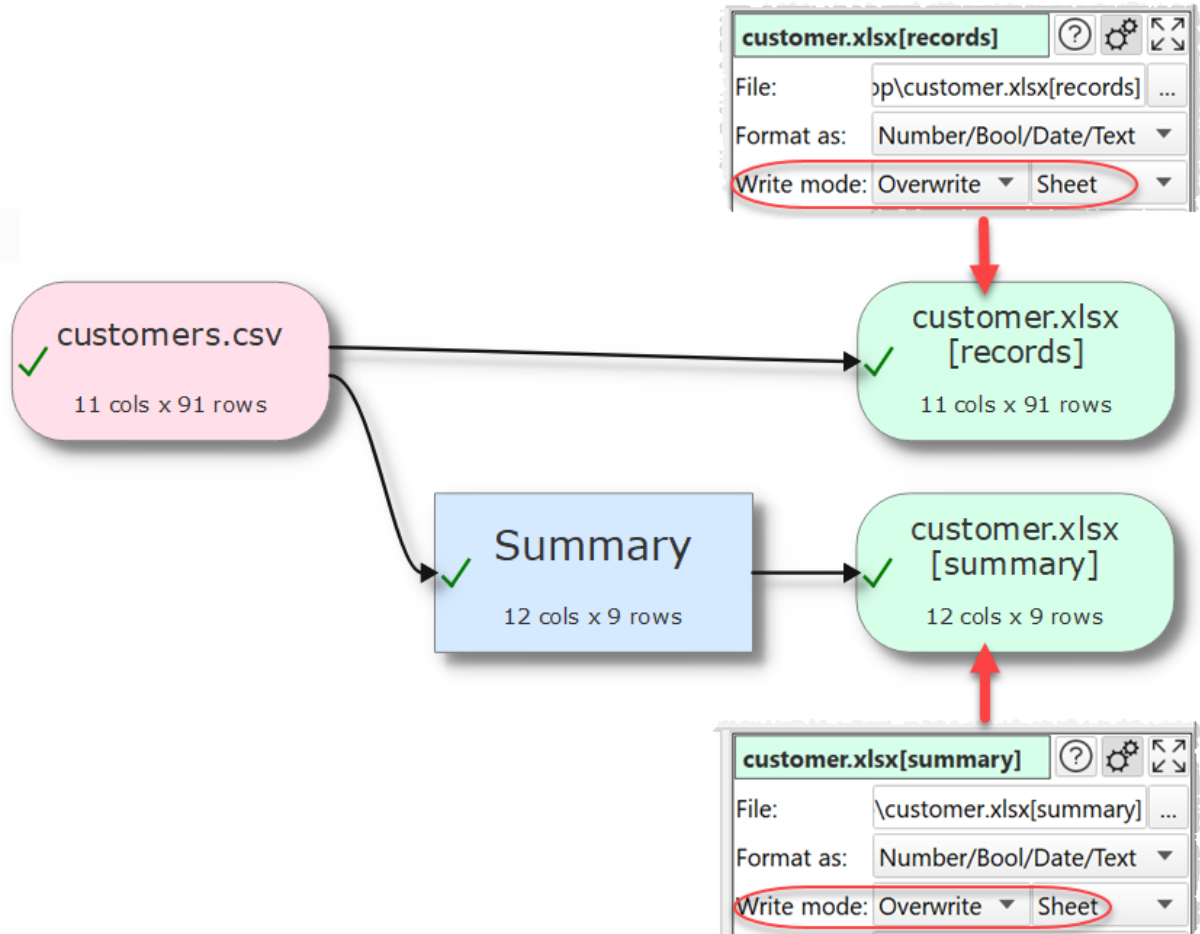 customer.xlsx[records]
File: op\customer.xlsx[records] ...
Format as: Number/Bool/Date/Text
Write mode: Overwrite Sheet
customers.csv
11 cols x 91 rows
customer.xlsx
[records]
11 cols x 91 rows
Summary
12 cols x 9 rows
customer.xlsx
[summary]
12 cols x 9 rows
customer.xlsx[summary]
File: \customer.xlsx[summary] ...
Format as: Number/Bool/Date/Text
Write mode: Overwrite Sheet